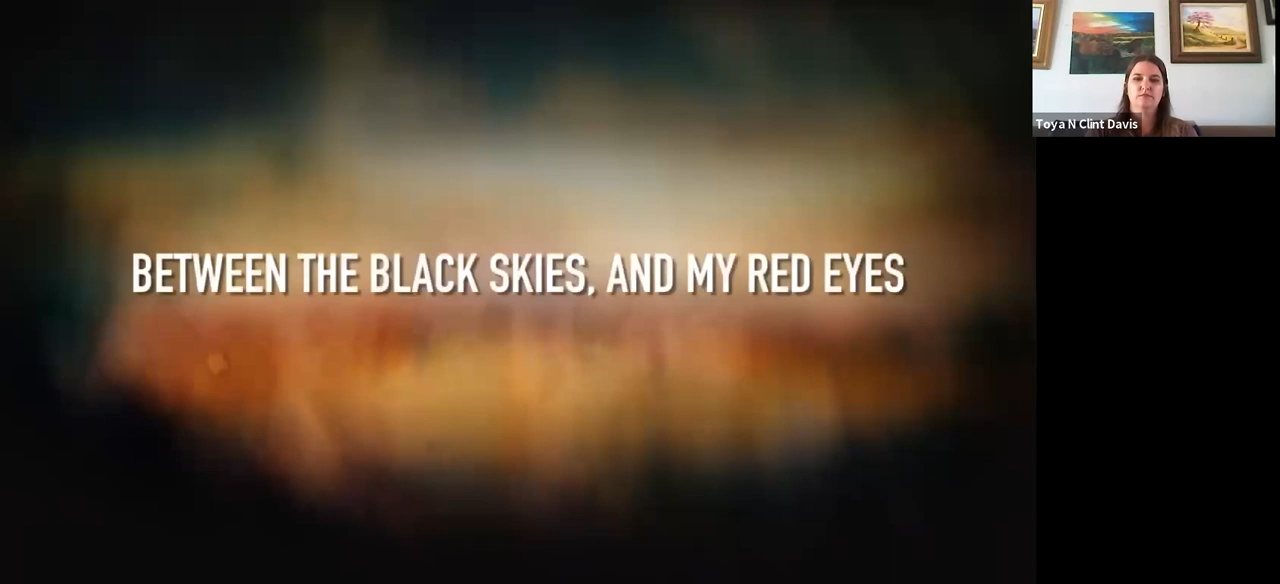 BETWEEN THE BLACK SKIES, AND MY RED EYES
Toya N Clint Davis